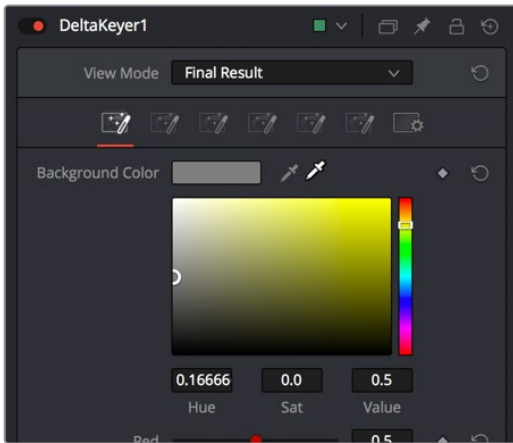 DeltaKeyer1
View Mode Final Result
Background Color
0.16666 0.0 0.5
Hue Sat Value
Red 0.5